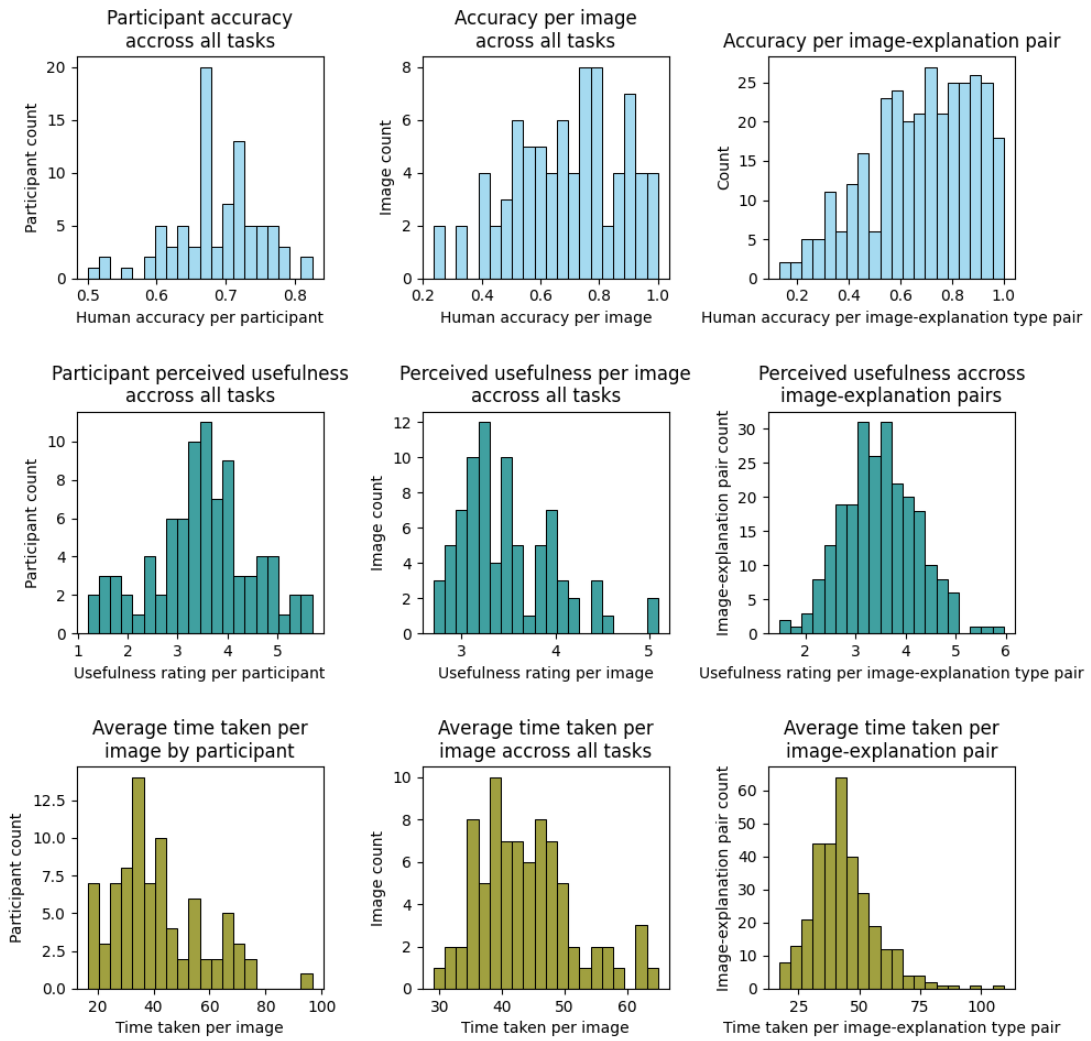 Participant accuracy
accross all tasks
20
15
10
5
0
Participant count
0.5 0.6 0.7 0.8
Human accuracy per participant
Accuracy per image
across all tasks
8
6
4
2
0
Image count
0.2 0.4 0.6 0.8 1.0
Human accuracy per image
Accuracy per image-explanation pair
25
20
15
10
5
0
Count
0.2 0.4 0.6 0.8 1.0
Human accuracy per image-explanation type pair
Participant perceived usefulness
accross all tasks
10
8
6
4
2
0
Participant count
1 2 3 4 5
Usefulness rating per participant
Perceived usefulness per image
accross all tasks
12
10
8
6
4
2
0
Image count
3 4 5
Usefulness rating per image
Perceived usefulness accross
image-explanation pairs
30
25
20
15
10
5
0
Image-explanation pair count
2 3 4 5 6
Usefulness rating per image-explanation type pair
Average time taken per
image by participant
12.5
10.0
7.5
5.0
2.5
0.0
Participant count
20 40 60 80 100
Time taken per image
Average time taken per
image accross all tasks
10
8
6
4
2
0
Image count
30 40 50 60
Time taken per image
Average time taken per
image-explanation pair
60
50
40
30
20
10
0
Image-explanation pair count
25 50 75 100
Time taken per image-explanation type pair